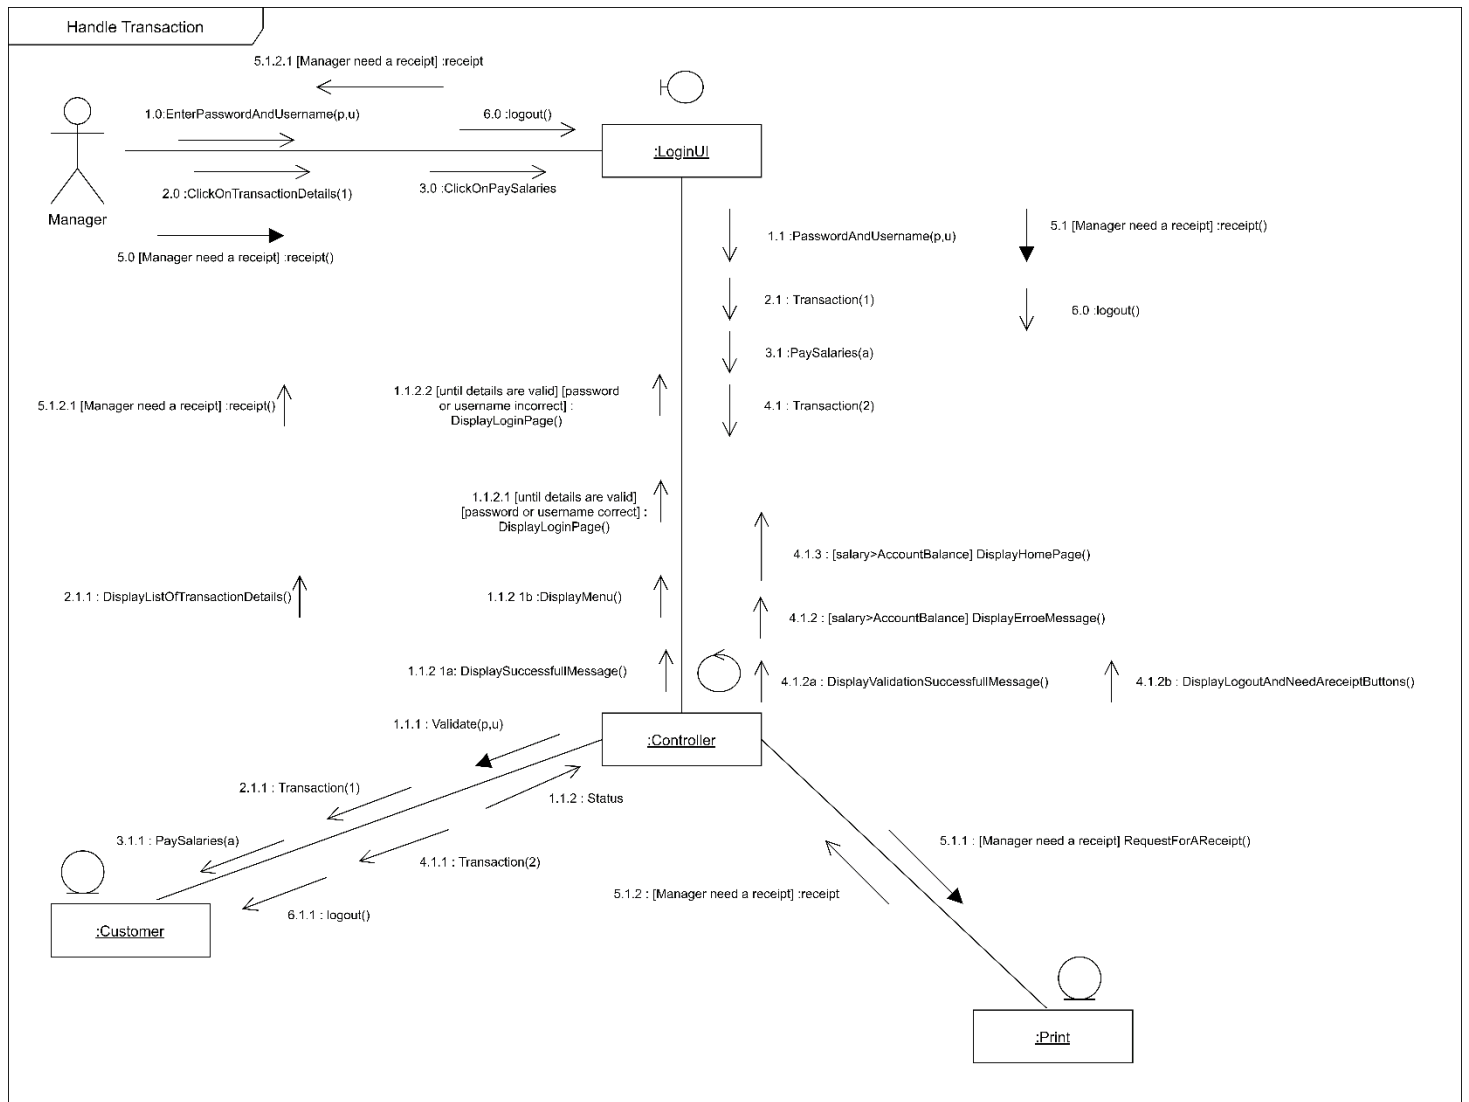 Handle Transaction
5.1.2.1 [Manager need a receipt] :receipt
1.0:EnterPasswordAndUsername(p,u)
6.0 :logout()
:LoginUI
2.0 :ClickOnTransactionDetails(1)
3.0 :ClickOnPaySalaries
Manager
5.0 [Manager need a receipt] :receipt()
1.1 :PasswordAndUsername(p,u)
5.1 [Manager need a receipt] :receipt()
2.1 : Transaction(1)
6.0 :logout()
3.1 :PaySalaries(a)
5.1.2.1 [Manager need a receipt] :receipt()
1.1.2.2 [until details are valid] [password
or username incorrect] :
DisplayLoginPage()
4.1 : Transaction(2)
1.1.2.1 [until details are valid]
[password or username correct] :
DisplayLoginPage()
4.1.3 : [salary>AccountBalance] DisplayHomePage()
2.1.1 : DisplayListOfTransactionDetails()
1.1.2 1b :DisplayMenu()
4.1.2 : [salary>AccountBalance] DisplayErroeMessage()
1.1.2 1a: DisplaySuccessfullMessage()
4.1.2a : DisplayValidationSuccessfullMessage()
4.1.2b : DisplayLogoutAndNeedAreceiptButtons()
1.1.1 : Validate(p,u)
:Controller
2.1.1 : Transaction(1)
1.1.2 : Status
3.1.1 : PaySalaries(a)
4.1.1 : Transaction(2)
5.1.1 : [Manager need a receipt] RequestForAReceipt()
5.1.2 : [Manager need a receipt] :receipt
6.1.1 : logout()
:Customer
:Print